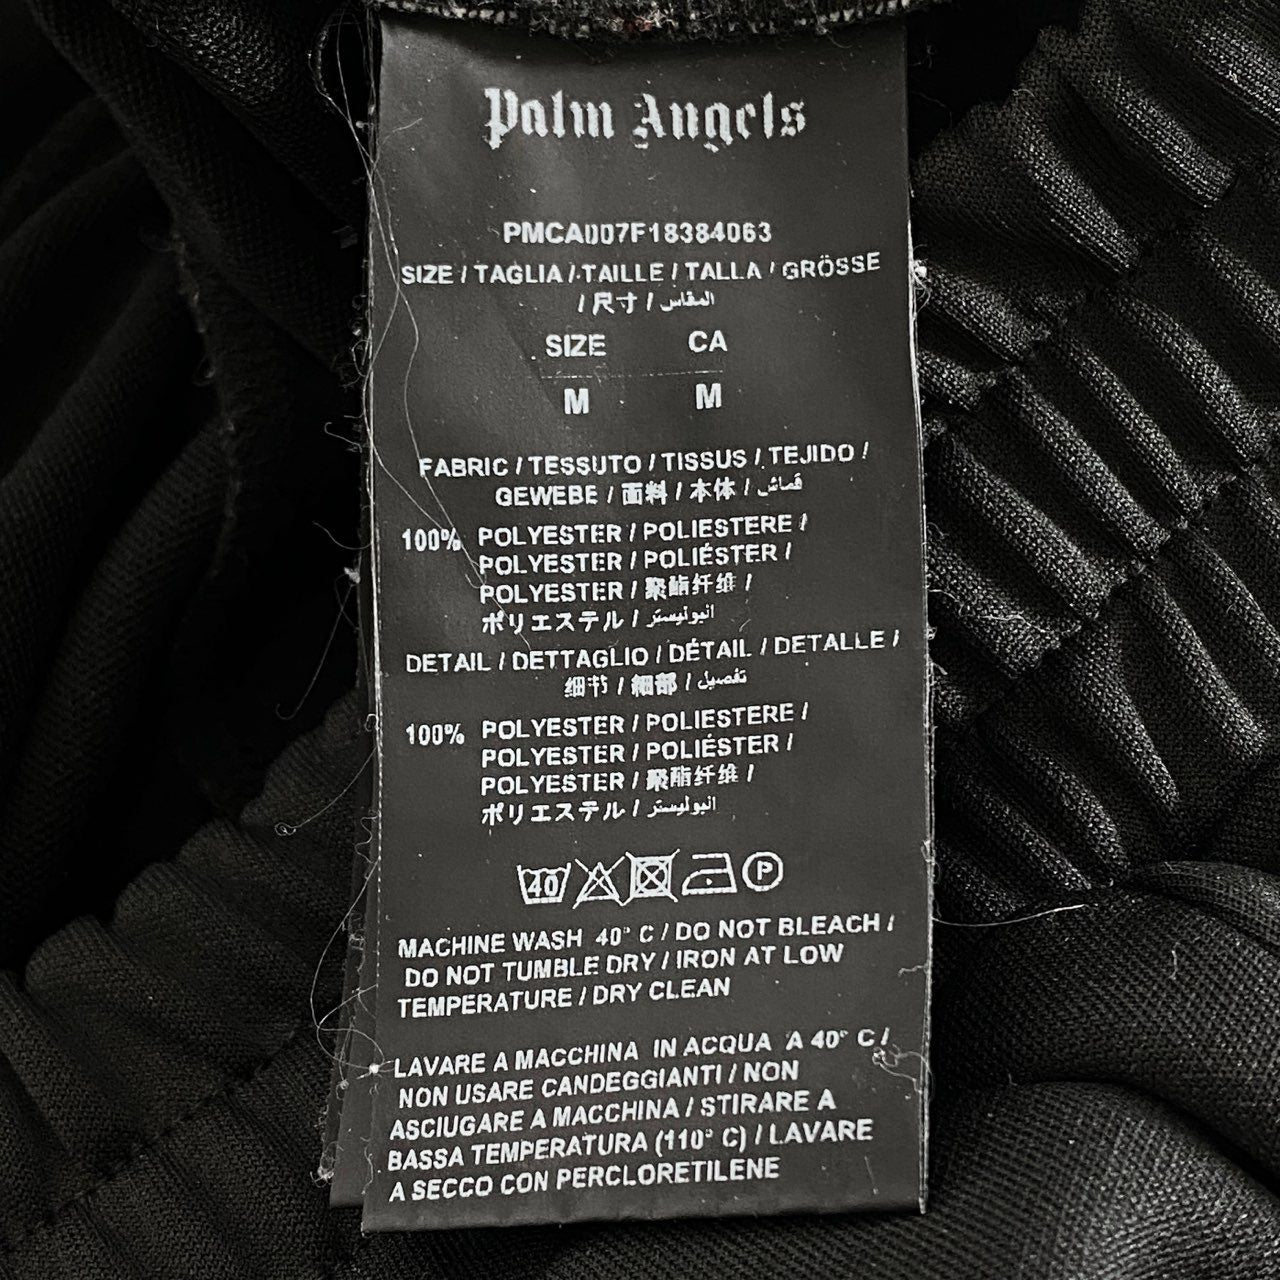 Palm Angels
PMCA007F18384063
SIZE / TAGLIA / TAILLE / TALLA / GRÖSSE
/ 尺寸 / المقاس
SIZE CA
M M
FABRIC / TESSUTO / TISSUS / TEJIDO /
GEWEBE / 面料 / 本体 / قماش
100% POLYESTER / POLIESTERE /
POLYESTER / POLIÉSTER /
POLYESTER / 聚酯纤维 /
ポリエステル / البوليستر
DETAIL / DETTAGLIO / DÉTAIL / DETALLE /
细节 / 細部 / تفصيل
100% POLYESTER / POLIESTERE /
POLYESTER / POLIÉSTER /
POLYESTER / 聚酯纤维 /
ポリエステル / البوليستر
40 P
MACHINE WASH 40° C / DO NOT BLEACH /
DO NOT TUMBLE DRY / IRON AT LOW
TEMPERATURE / DRY CLEAN
LAVARE A MACCHINA IN ACQUA A 40° C /
NON USARE CANDEGGIANTI / NON
ASCIUGARE A MACCHINA / STIRARE A
BASSA TEMPERATURA (110° C) / LAVARE
A SECCO CON PERCLORETILENE